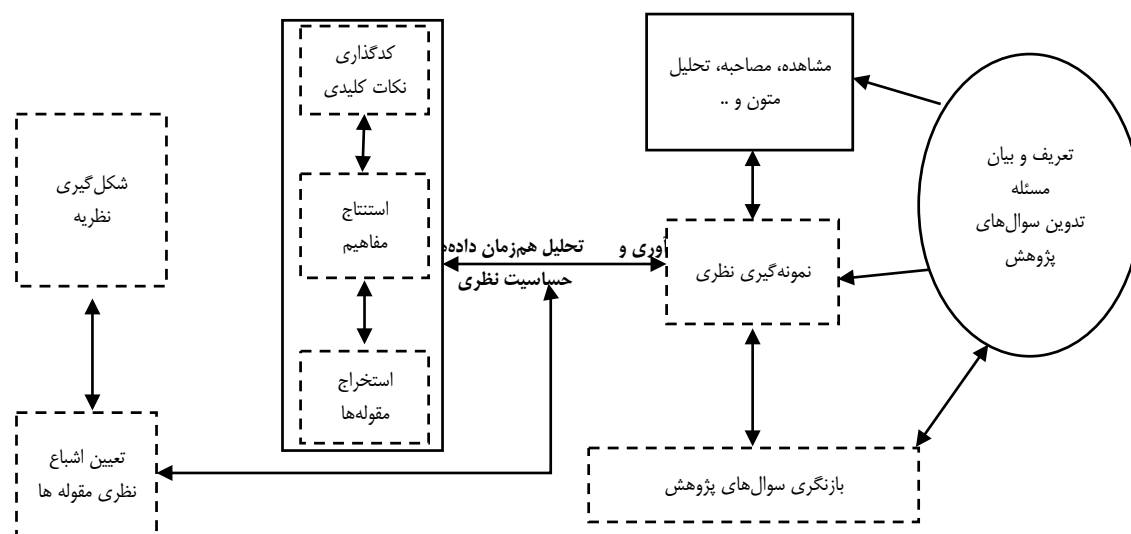 تعریف و بیان
مسئله
تدوین سوال‌های
پژوهش
مشاهده، مصاحبه، تحلیل
متون و ..
نمونه‌گیری نظری
بازنگری سوال‌های پژوهش
و تحلیل هم‌زمان
حساسیت نظری
کدگذاری
نکات کلیدی
استنتاج
مفاهیم
استخراج
مقوله‌ها
شکل‌گیری
نظریه
تعیین اشباع
نظری مقوله ها